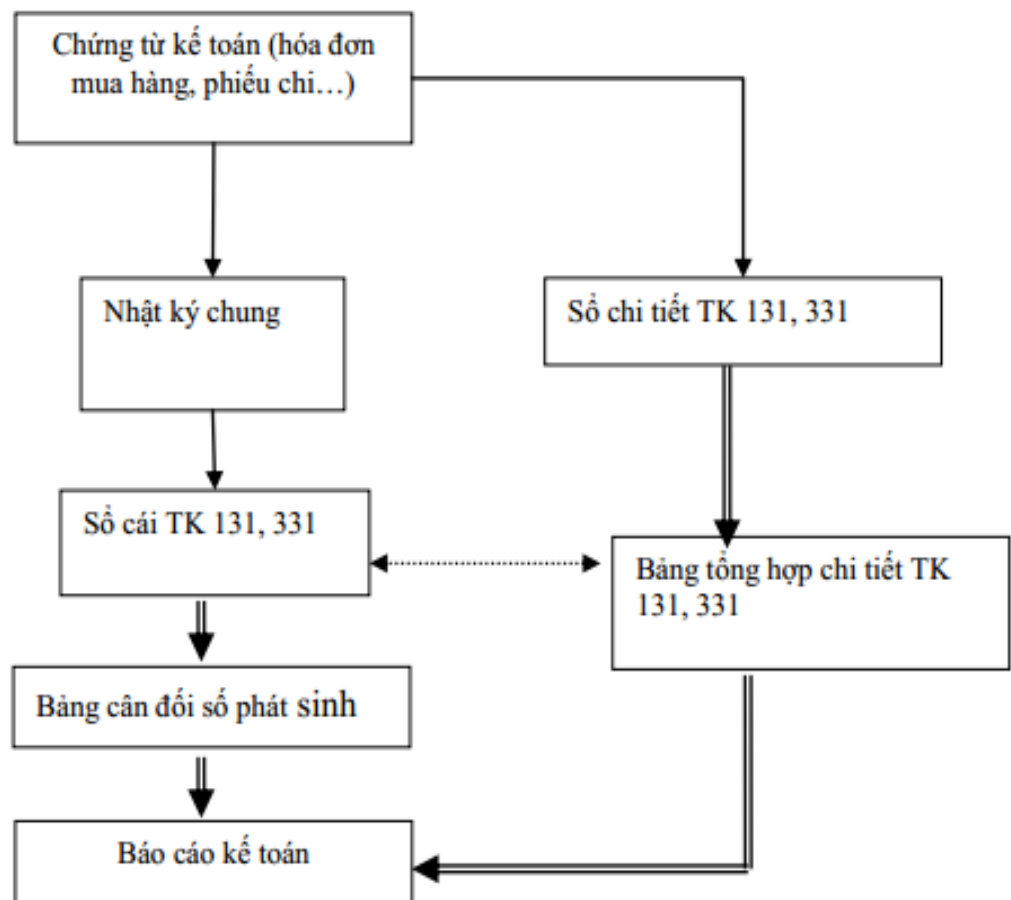 Chứng từ kế toán (hóa đơn
mua hàng, phiếu chi…)
Nhật ký chung
Sổ chi tiết TK 131, 331
Sổ cái TK 131, 331
Bảng tổng hợp chi tiết TK
131, 331
Bảng cân đối số phát sinh
Báo cáo kế toán